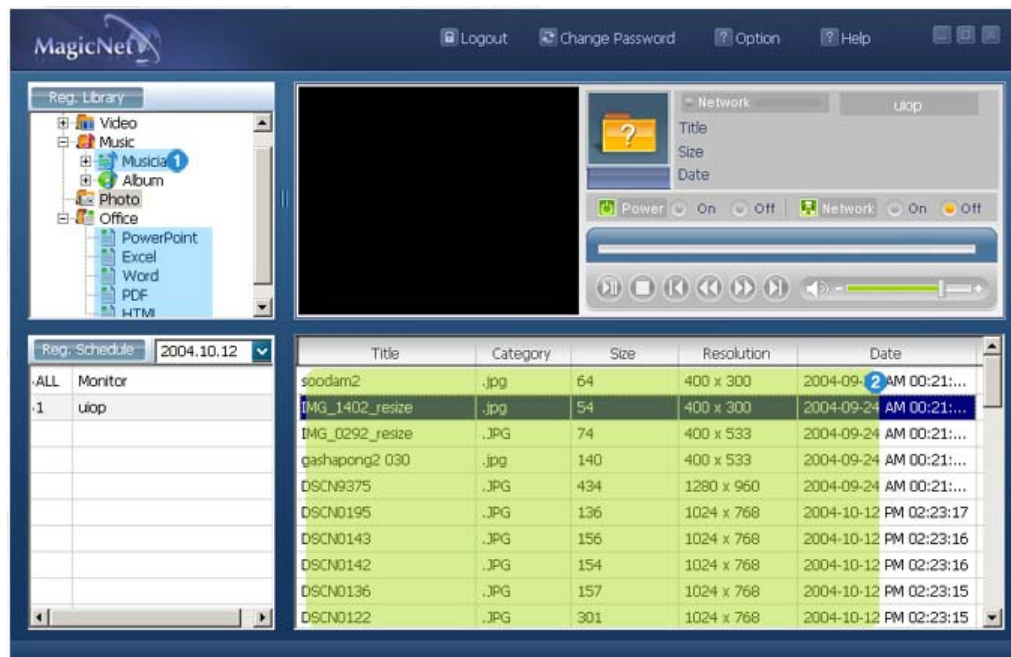 MagicNet
Logout Change Password ? Option ? Help
Reg. Library
Video
Music
Musicia 1
Album
Photo
Office
PowerPoint
Excel
Word
PDF
HTML
?
Network uiop
Title
Size
Date
Power On Off Network On Off
Reg. Schedule 2004.10.12
ALL Monitor
1 uiop
Title Category Size Resolution Date
soodam2 .jpg 64 400 x 300 2004-09- 2 AM 00:21:...
IMG_1402_resize .jpg 54 400 x 300 2004-09-24 AM 00:21:...
IMG_0292_resize .JPG 74 400 x 533 2004-09-24 AM 00:21:...
gashapong2 030 .jpg 140 400 x 533 2004-09-24 AM 00:21:...
DSCN9375 .JPG 434 1280 x 960 2004-09-24 AM 00:21:...
DSCN0195 .JPG 136 1024 x 768 2004-10-12 PM 02:23:17
DSCN0143 .JPG 156 1024 x 768 2004-10-12 PM 02:23:16
DSCN0142 .JPG 154 1024 x 768 2004-10-12 PM 02:23:16
DSCN0136 .JPG 157 1024 x 768 2004-10-12 PM 02:23:15
DSCN0122 .JPG 301 1024 x 768 2004-10-12 PM 02:23:15